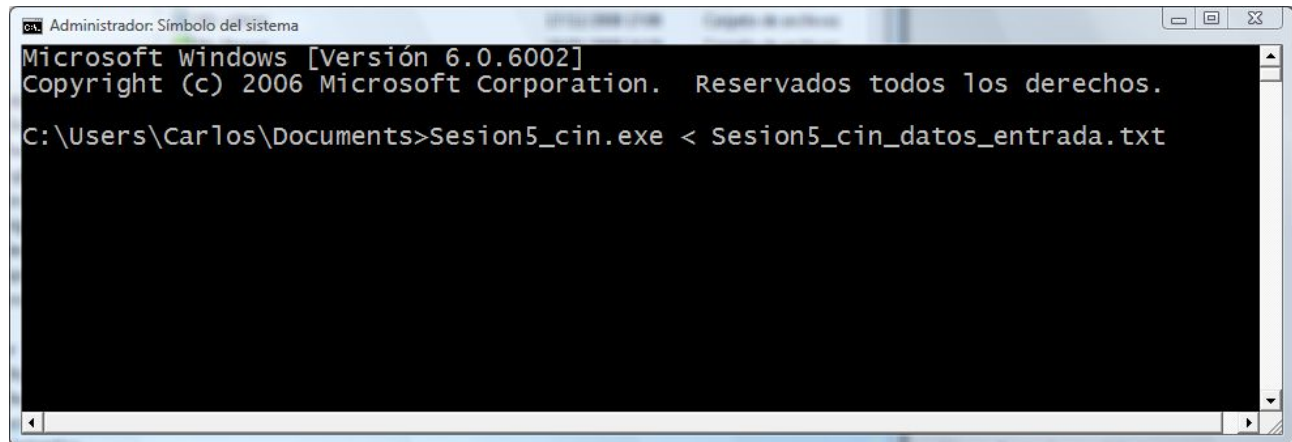 Administrador: Símbolo del sistema
Microsoft Windows [Versión 6.0.6002]
Copyright (c) 2006 Microsoft Corporation.  Reservados todos los derechos.
C:\Users\Carlos\Documents>Sesion5_cin.exe < Sesion5_cin_datos_entrada.txt